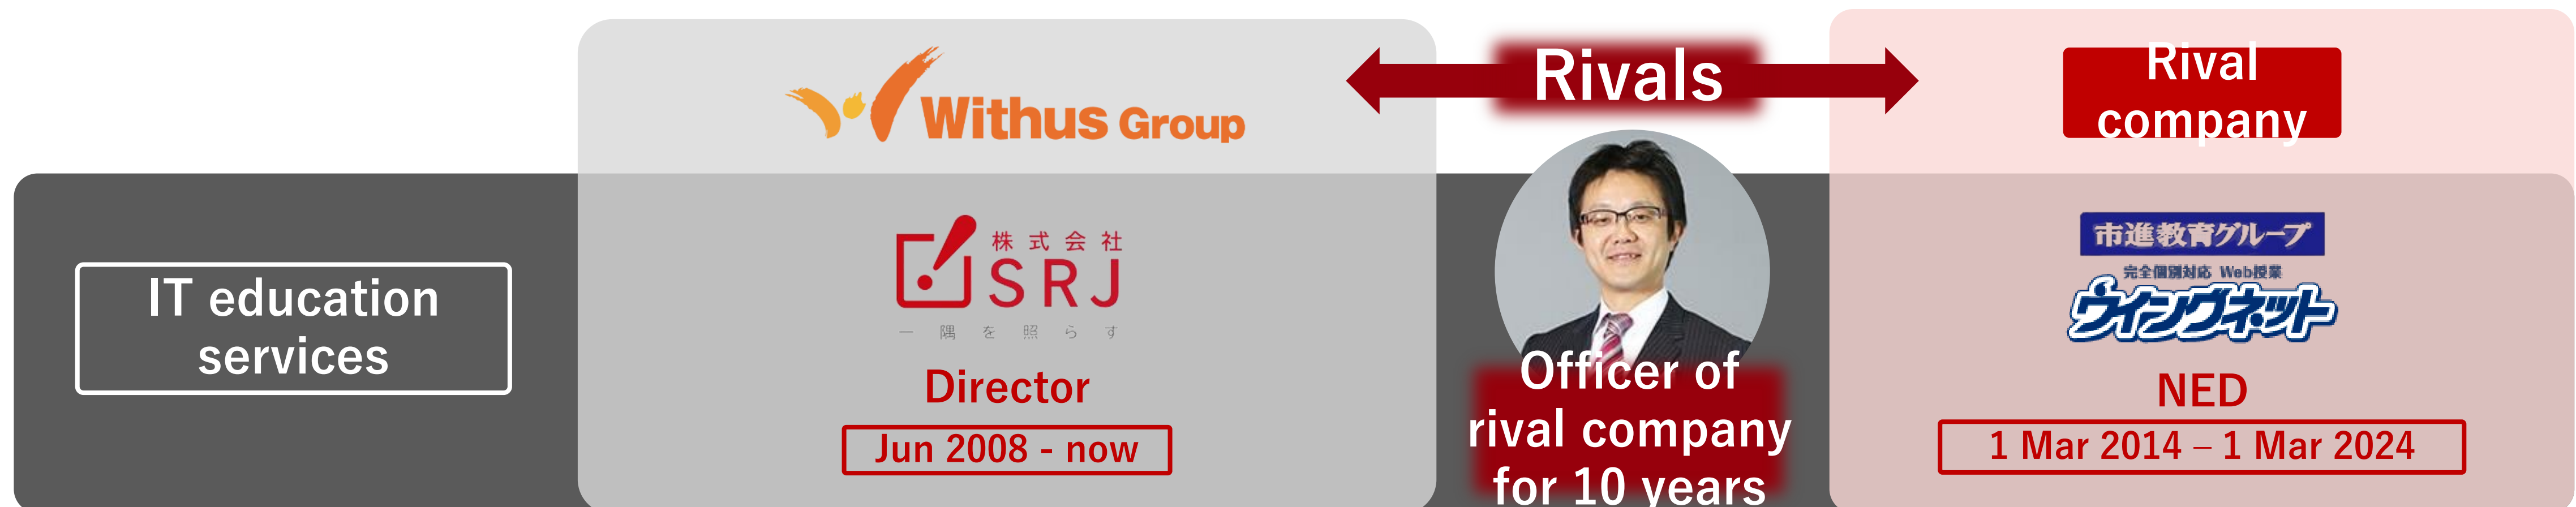 Withus Group
Rivals
Rival
company
IT education
services
株式会社
SRJ
一隅を照らす
Director
Jun 2008 - now
Officer of
rival company
for 10 years
市進教育グループ
完全個別対応 Web授業
ウイングネット
NED
1 Mar 2014 – 1 Mar 2024